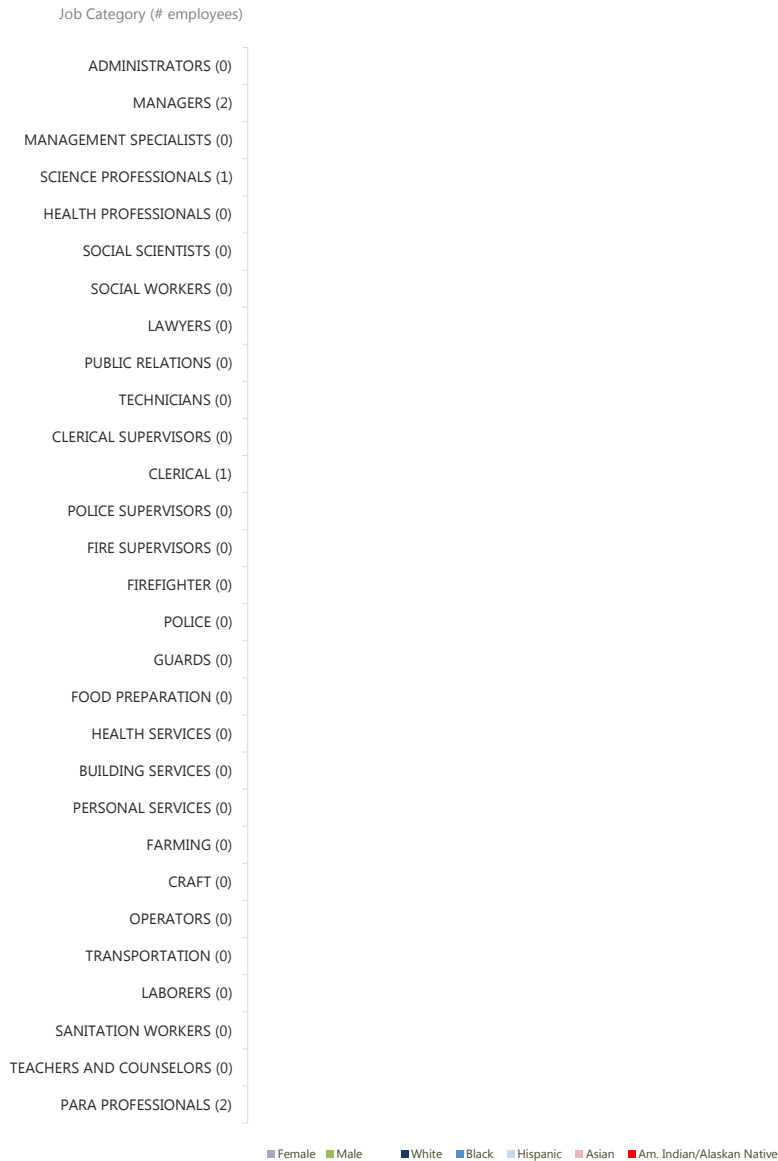 Job Category (# employees)
ADMINISTRATORS (0)
MANAGERS (2)
MANAGEMENT SPECIALISTS (0)
SCIENCE PROFESSIONALS (1)
HEALTH PROFESSIONALS (0)
SOCIAL SCIENTISTS (0)
SOCIAL WORKERS (0)
LAWYERS (0)
PUBLIC RELATIONS (0)
TECHNICIANS (0)
CLERICAL SUPERVISORS (0)
CLERICAL (1)
POLICE SUPERVISORS (0)
FIRE SUPERVISORS (0)
FIREFIGHTER (0)
POLICE (0)
GUARDS (0)
FOOD PREPARATION (0)
HEALTH SERVICES (0)
BUILDING SERVICES (0)
PERSONAL SERVICES (0)
FARMING (0)
CRAFT (0)
OPERATORS (0)
TRANSPORTATION (0)
LABORERS (0)
SANITATION WORKERS (0)
TEACHERS AND COUNSELORS (0)
PARA PROFESSIONALS (2)
Female Male White Black Hispanic Asian Am. Indian/Alaskan Native